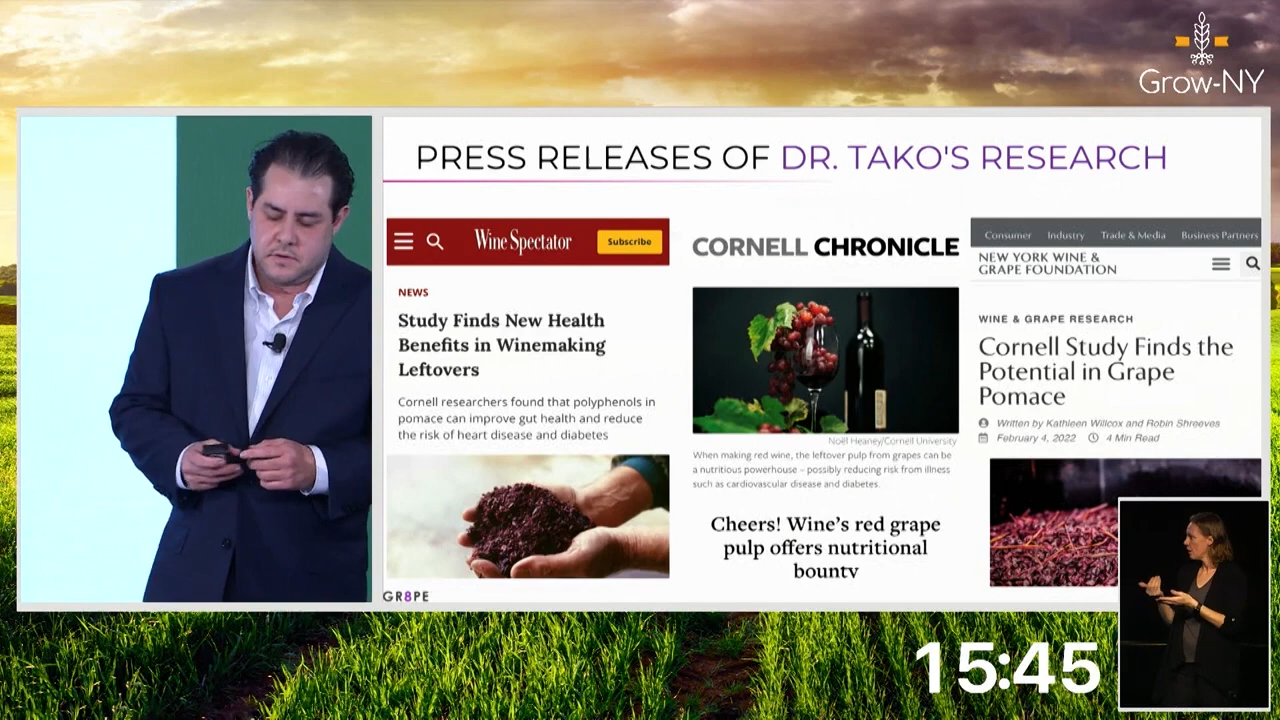 Grow-NY
PRESS RELEASES OF DR. TAKO'S RESEARCH
Wine Spectator
Subscribe
NEWS
Study Finds New Health
Benefits in Winemaking
Leftovers
Cornell researchers found that polyphenols in
pomace can improve gut health and reduce
the risk of heart disease and diabetes
CORNELL CHRONICLE
Noël Heaney/Cornell University
When making red wine, the leftover pulp from grapes can be
a nutritious powerhouse – possibly reducing risk from illness
such as cardiovascular disease and diabetes.
Cheers! Wine's red grape
pulp offers nutritional
bounty
Consumer Industry Trade & Media Business Partners
NEW YORK WINE &
GRAPE FOUNDATION
WINE & GRAPE RESEARCH
Cornell Study Finds the
Potential in Grape
Pomace
Written by Kathleen Willcox and Robin Shreeves
February 4, 2022 4 Min Read
GR8PE
15:45